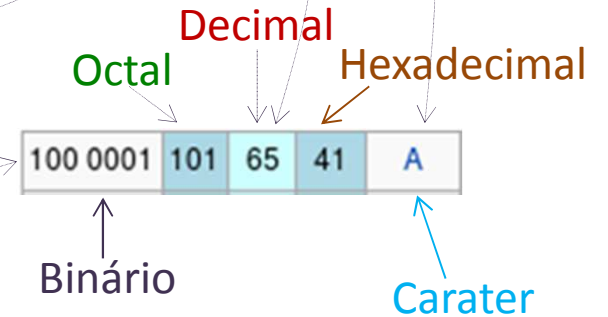 Decimal
Octal
Hexadecimal
100 0001 101 65 41 A
Binário
Carater